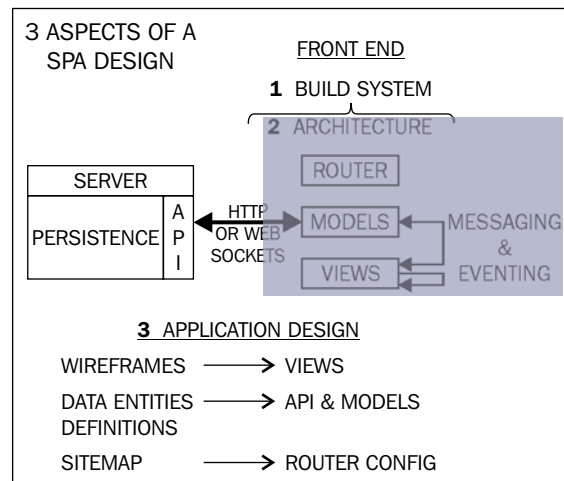 3 ASPECTS OF A
SPA DESIGN
FRONT END
1 BUILD SYSTEM
2 ARCHITECTURE
ROUTER
SERVER
PERSISTENCE
A
P
I
HTTP
OR WEB
SOCKETS
MODELS
VIEWS
MESSAGING
&
EVENTING
3 APPLICATION DESIGN
WIREFRAMES VIEWS
DATA ENTITIES API & MODELS
DEFINITIONS
SITEMAP ROUTER CONFIG